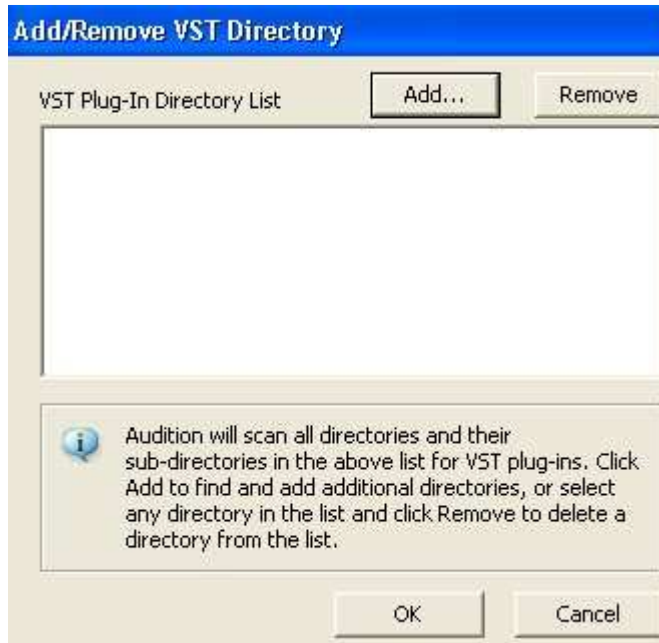 Add/Remove VST Directory
VST Plug-In Directory List
Add...
Remove
Audition will scan all directories and their
sub-directories in the above list for VST plug-ins. Click
Add to find and add additional directories, or select
any directory in the list and click Remove to delete a
directory from the list.
OK
Cancel